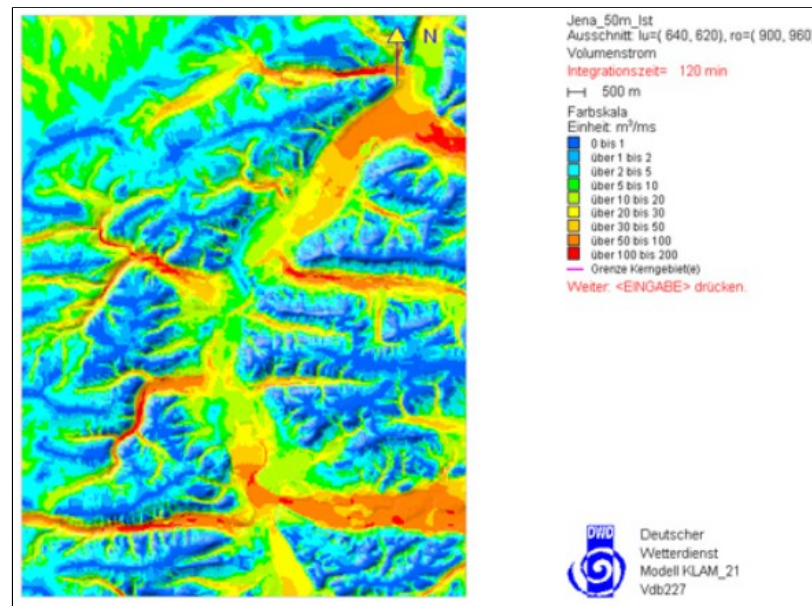 N
Jena_50m_Ist
Ausschnitt: lu=( 640, 620), ro=( 900, 960)
Volumenstrom
Integrationszeit= 120 min
500 m
Farbskala
Einheit: m³/ms
0 bis 1
über 1 bis 2
über 2 bis 5
über 5 bis 10
über 10 bis 20
über 20 bis 30
über 30 bis 50
über 50 bis 100
über 100 bis 200
Grenze Kerngebiet(e)
Weiter: <EINGABE> drücken.
DWD
Deutscher
Wetterdienst
Modell KLAM_21
Vdb227